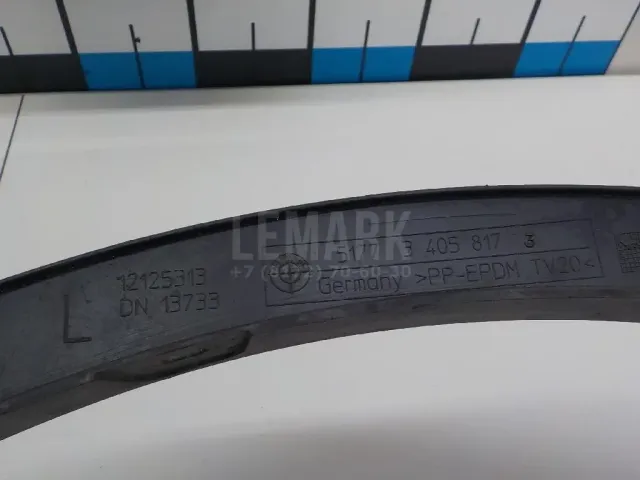 LEMARK
5177 3 405 817 3
Germany >PP-EPDM TV20<
12125313
DN 13733
L